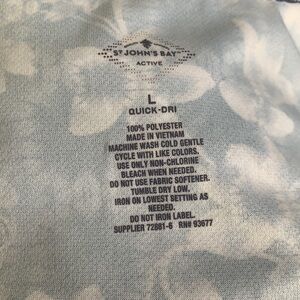 ST JOHN'S BAY
ACTIVE
L
QUICK-DRI
100% POLYESTER
MADE IN VIETNAM
MACHINE WASH COLD GENTLE
CYCLE WITH LIKE COLORS.
USE ONLY NON-CHLORINE
BLEACH WHEN NEEDED.
DO NOT USE FABRIC SOFTENER.
TUMBLE DRY LOW.
IRON ON LOWEST SETTING AS
NEEDED.
DO NOT IRON LABEL.
SUPPLIER 72881-6 RN# 93677